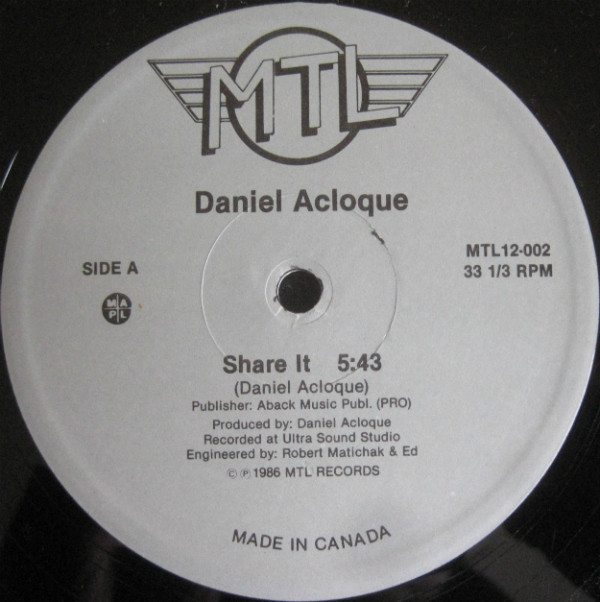 MTL
Daniel Acloque
SIDE A
MTL12-002
33 1/3 RPM
M A
P L
Share It 5:43
(Daniel Acloque)
Publisher: Aback Music Publ. (PRO)
Produced by: Daniel Acloque
Recorded at Ultra Sound Studio
Engineered by: Robert Matichak & Ed
© ℗ 1986 MTL RECORDS
MADE IN CANADA